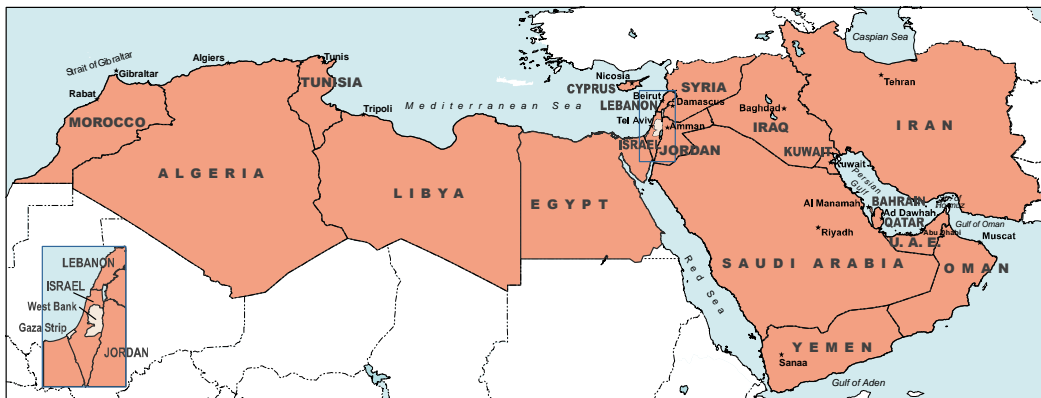 Caspian Sea
Strait of Gibraltar
Algiers
Tunis
Gibraltar
Nicosia
Tehran
TUNISIA
CYPRUS
SYRIA
Rabat
Beirut
LEBANON
Damascus
Tripoli
Mediterranean Sea
Baghdad
MOROCCO
Tel Aviv
Amman
IRAQ
IRAN
ISRAEL
JORDAN
KUWAIT
Kuwait
ALGERIA
Persian
Gulf
LIBYA
EGYPT
Al Manamah
BAHRAIN
Ad Dawhah
QATAR
Gulf of Oman
Riyadh
Abu Dhabi
Muscat
U. A. E.
LEBANON
SAUDI ARABIA
OMAN
ISRAEL
Red Sea
West Bank
Gaza Strip
JORDAN
YEMEN
Sanaa
Gulf of Aden